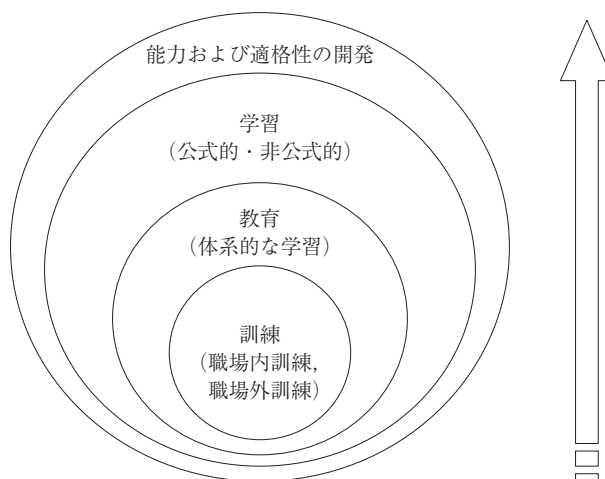 能力および適格性の開発
学習
（公式的・非公式的）
教育
（体系的な学習）
訓練
（職場内訓練，
職場外訓練）